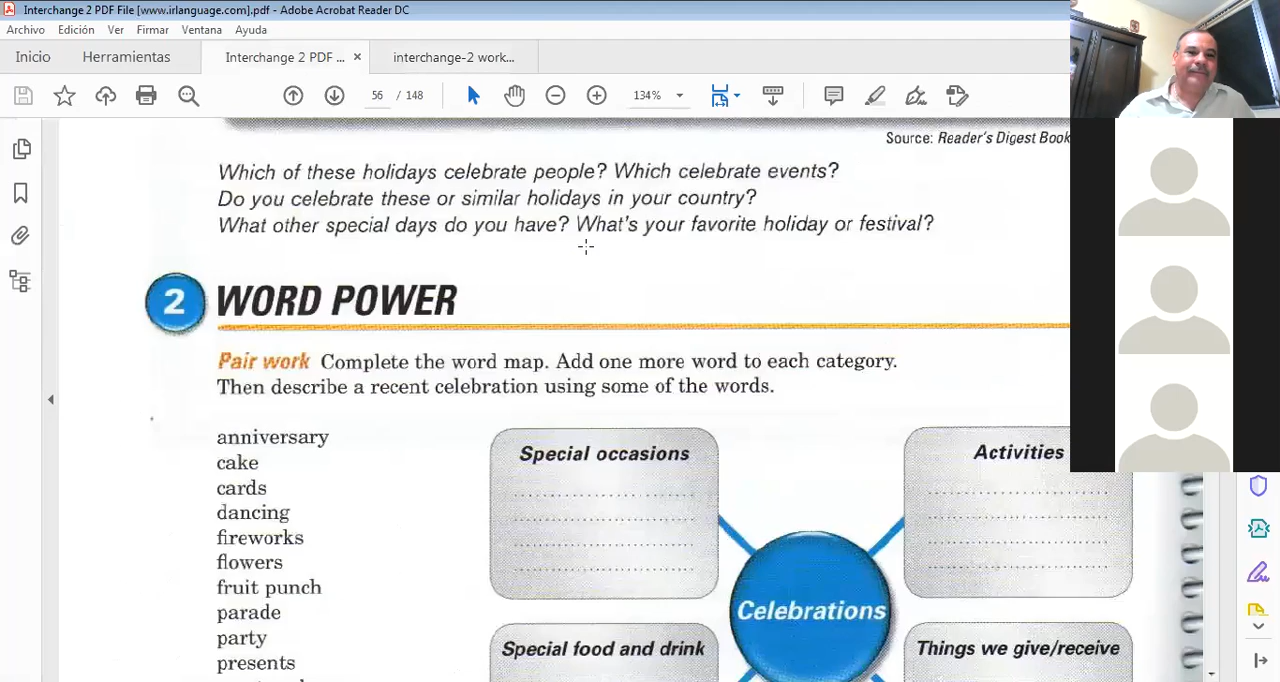 Interchange 2 PDF File [www.irlanguage.com].pdf - Adobe Acrobat Reader DC
Archivo Edición Ver Firmar Ventana Ayuda
Inicio Herramientas Interchange 2 PDF ... × interchange-2 work...
56 / 148 134%
Source: Reader's Digest Book
Which of these holidays celebrate people? Which celebrate events?
Do you celebrate these or similar holidays in your country?
What other special days do you have? What's your favorite holiday or festival?
2 WORD POWER
Pair work Complete the word map. Add one more word to each category.
Then describe a recent celebration using some of the words.
anniversary
cake
cards
dancing
fireworks
flowers
fruit punch
parade
party
presents
Special occasions
Activities
Celebrations
Special food and drink
Things we give/receive